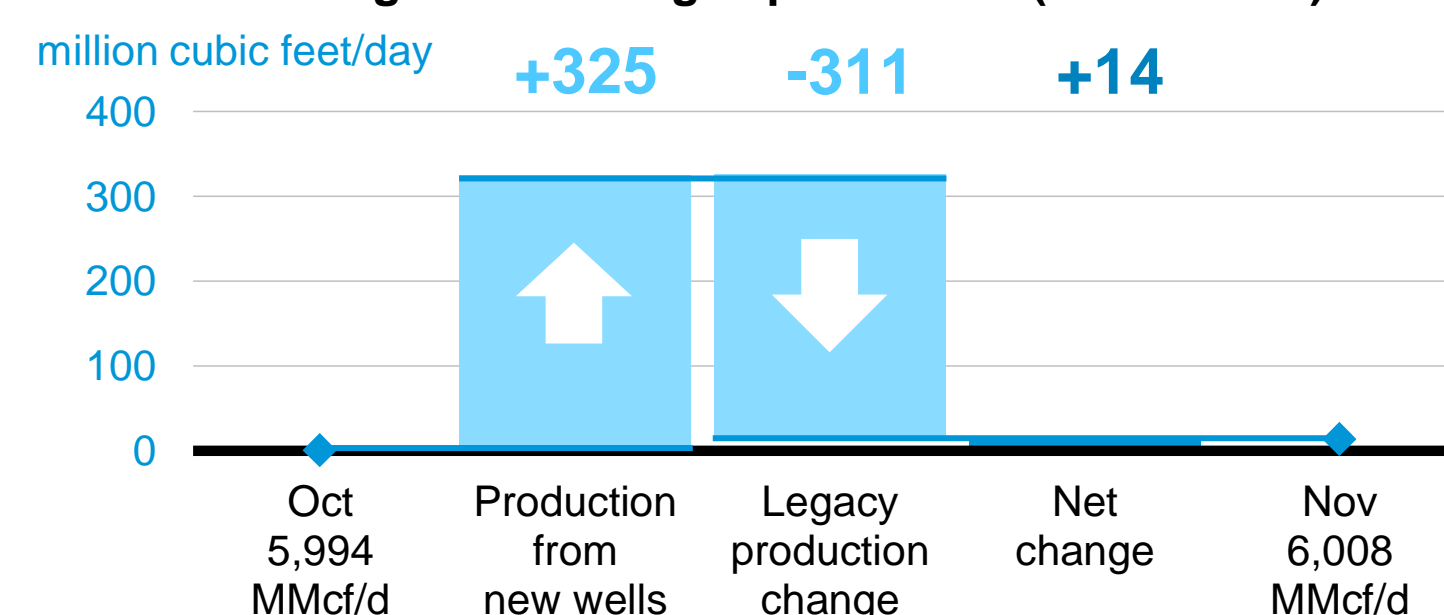 million cubic feet/day
+325 -311 +14
400
300
200
100
0
Oct
5,994
MMcf/d
Production
from
new wells
Legacy
production
change
Net
change
Nov
6,008
MMcf/d